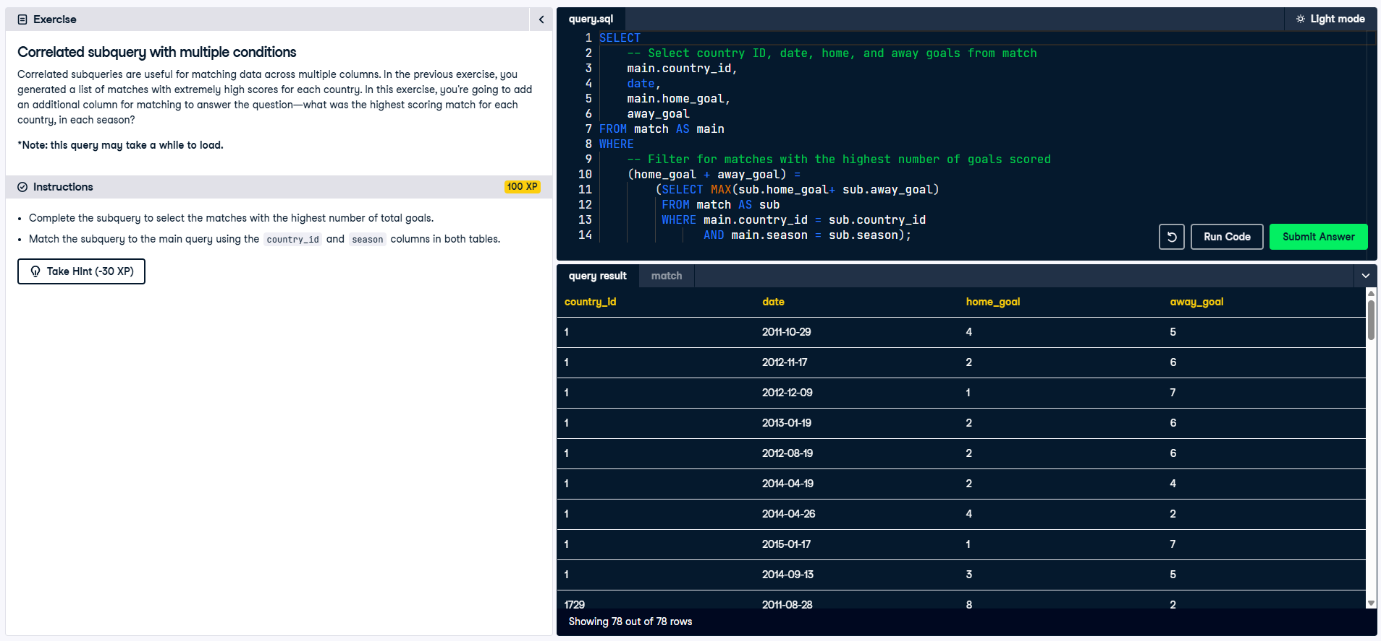 Exercise
Correlated subquery with multiple conditions
Correlated subqueries are useful for matching data across multiple columns. In the previous exercise, you
generated a list of matches with extremely high scores for each country. In this exercise, you're going to add
an additional column for matching to answer the question—what was the highest scoring match for each
country, in each season?
*Note: this query may take a while to load.
Instructions
100 XP
• Complete the subquery to select the matches with the highest number of total goals.
• Match the subquery to the main query using the country_id and season columns in both tables.
Take Hint (-30 XP)
query.sql
Light mode
1 SELECT
2 -- Select country ID, date, home, and away goals from match
3 main.country_id,
4 date,
5 main.home_goal,
6 away_goal
7 FROM match AS main
8 WHERE
9 -- Filter for matches with the highest number of goals scored
10 (home_goal + away_goal) =
11 (SELECT MAX(sub.home_goal+ sub.away_goal)
12 FROM match AS sub
13 WHERE main.country_id = sub.country_id
14 AND main.season = sub.season);
Run Code
Submit Answer
query result match
country_id date home_goal away_goal
1 2011-10-29 4 5
1 2012-11-17 2 6
1 2012-12-09 1 7
1 2013-01-19 2 6
1 2012-08-19 2 6
1 2014-04-19 2 4
1 2014-04-26 4 2
1 2015-01-17 1 7
1 2014-09-13 3 5
1729 2011-08-28 8 2
Showing 78 out of 78 rows